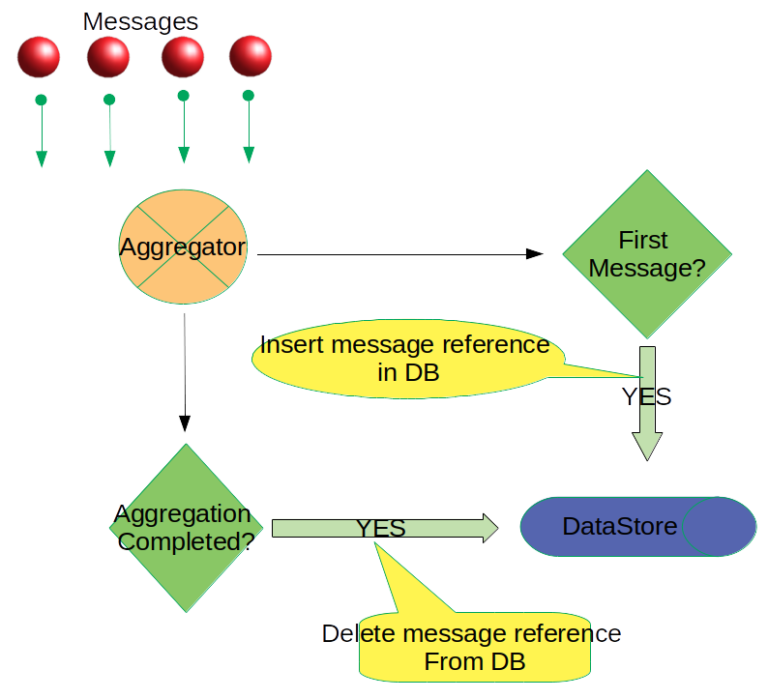 Messages
Aggregator
First
Message?
Insert message reference
in DB
YES
Aggregation
Completed?
YES
DataStore
Delete message reference
From DB